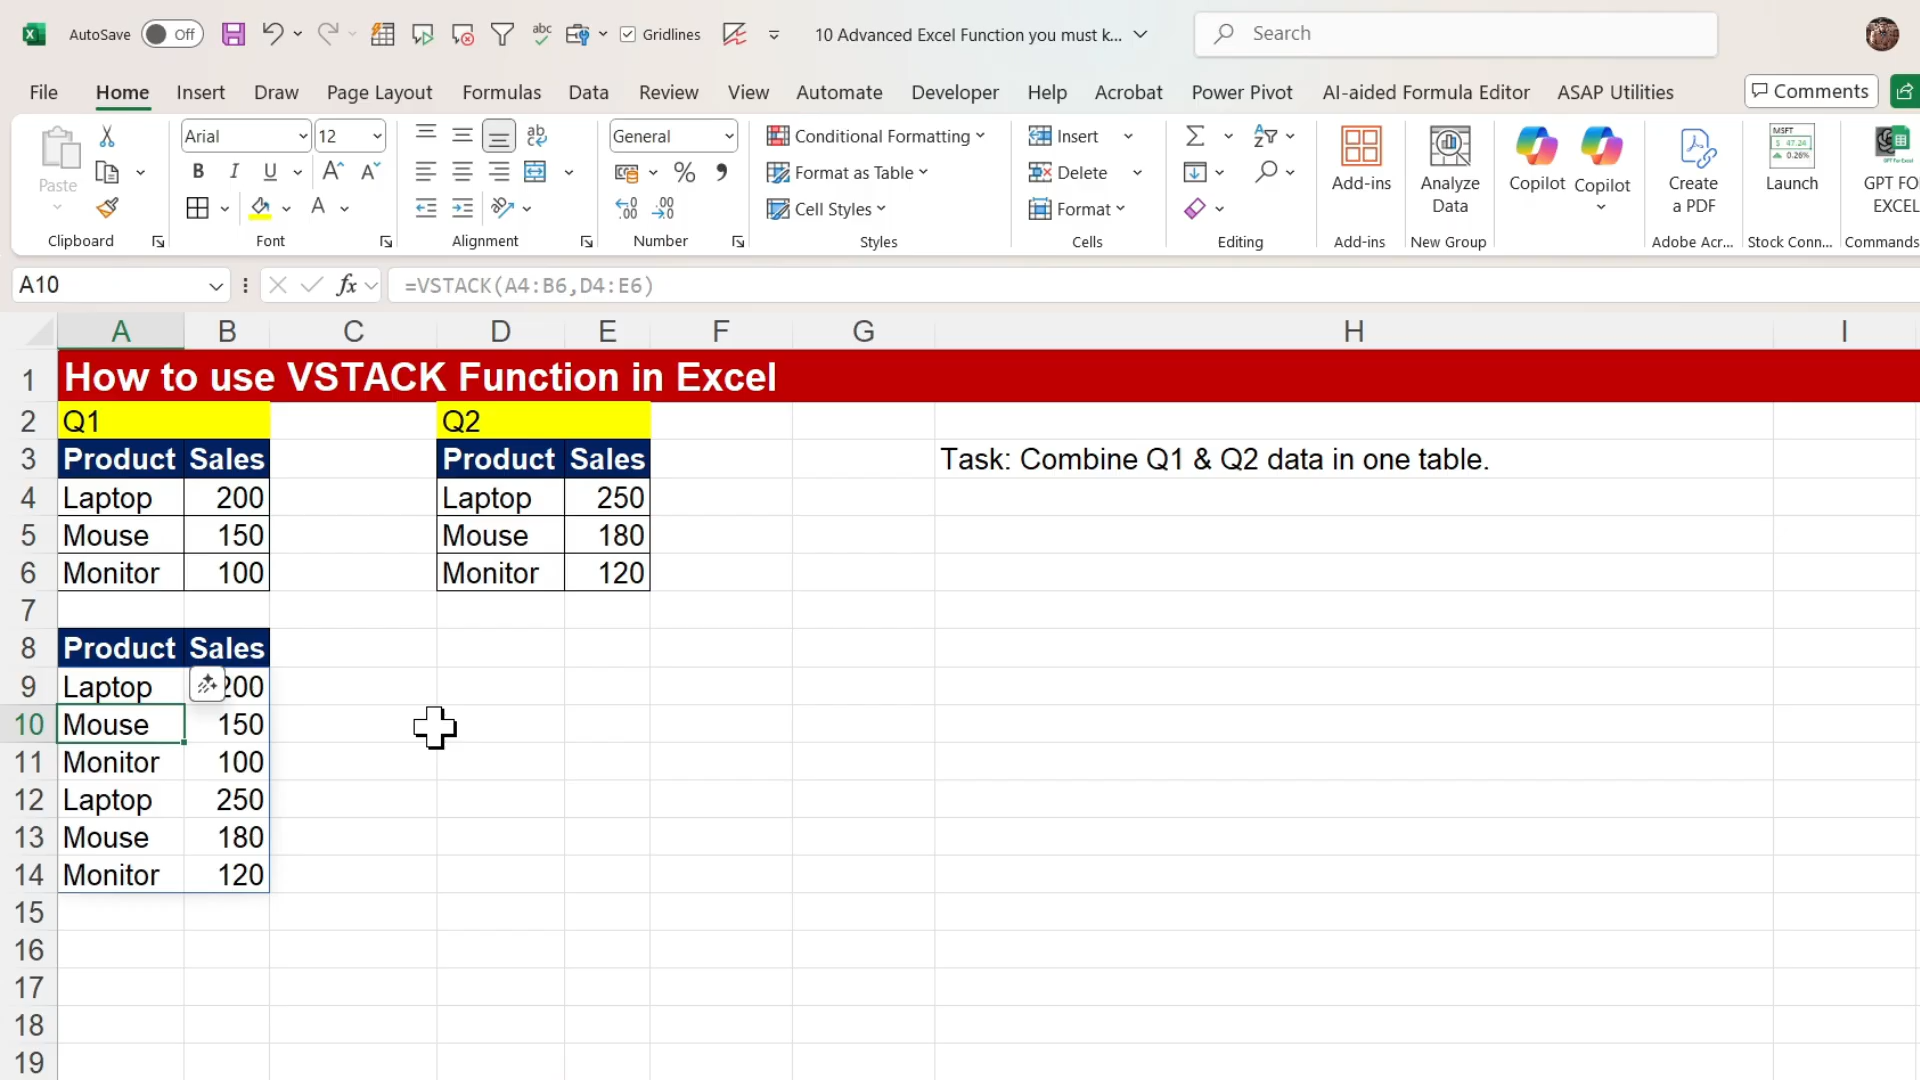 AutoSave Off Gridlines 10 Advanced Excel Function you must k... Search
File Home Insert Draw Page Layout Formulas Data Review View Automate Developer Help Acrobat Power Pivot AI-aided Formula Editor ASAP Utilities Comments
Paste Arial 12 ab General Conditional Formatting Insert
B I U A A % Format as Table Delete Add-ins Analyze Data Copilot Copilot Create a PDF Launch GPT FO EXCEL
A Cell Styles Format
MSFT
$ 47.24
0.26%
Clipboard Font Alignment Number Styles Cells Editing Add-ins New Group Adobe Acr... Stock Conn... Commands
A10 fx =VSTACK(A4:B6,D4:E6)
A B C D E F G H I
1 How to use VSTACK Function in Excel
2 Q1 Q2
3 Product Sales Product Sales Task: Combine Q1 & Q2 data in one table.
4 Laptop 200 Laptop 250
5 Mouse 150 Mouse 180
6 Monitor 100 Monitor 120
7
8 Product Sales
9 Laptop 200
10 Mouse 150
11 Monitor 100
12 Laptop 250
13 Mouse 180
14 Monitor 120
15
16
17
18
19